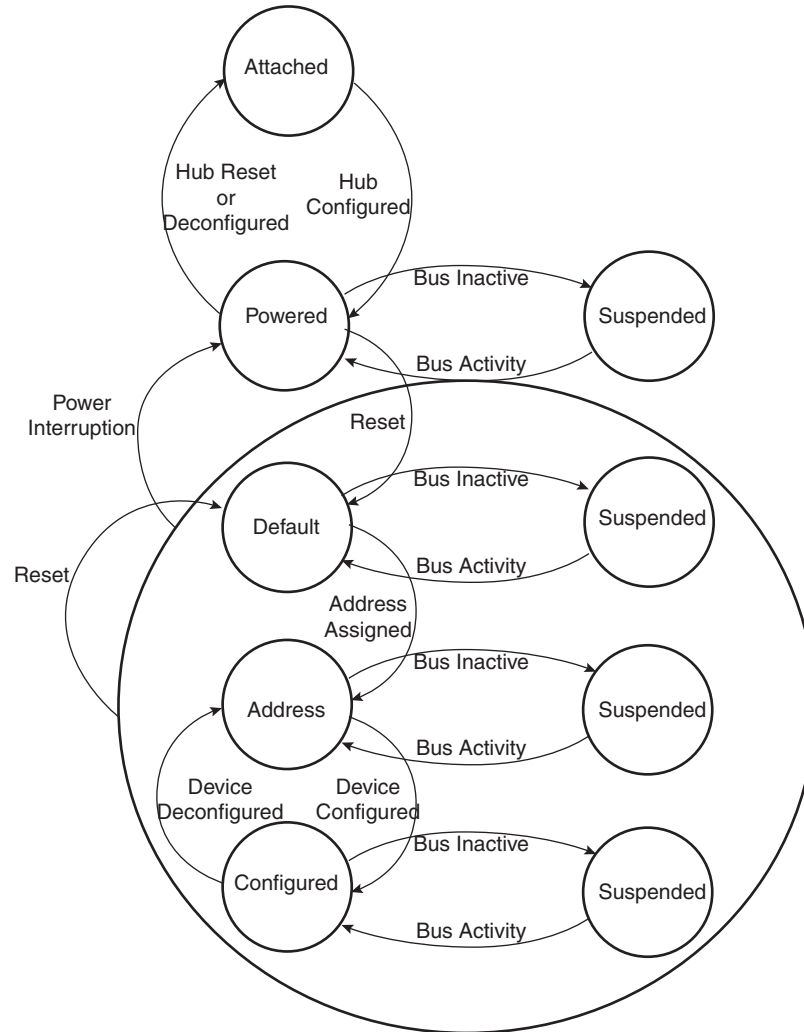 Attached
Hub Reset
or
Deconfigured
Hub
Configured
Powered
Bus Inactive
Suspended
Bus Activity
Power
Interruption
Reset
Default
Bus Inactive
Suspended
Bus Activity
Reset
Address
Assigned
Address
Bus Inactive
Suspended
Bus Activity
Device
Deconfigured
Device
Configured
Configured
Bus Inactive
Suspended
Bus Activity